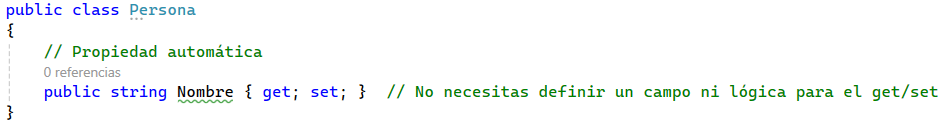 public class Persona
{
// Propiedad automática
0 referencias
public string Nombre { get; set; }  // No necesitas definir un campo ni lógica para el get/set
}